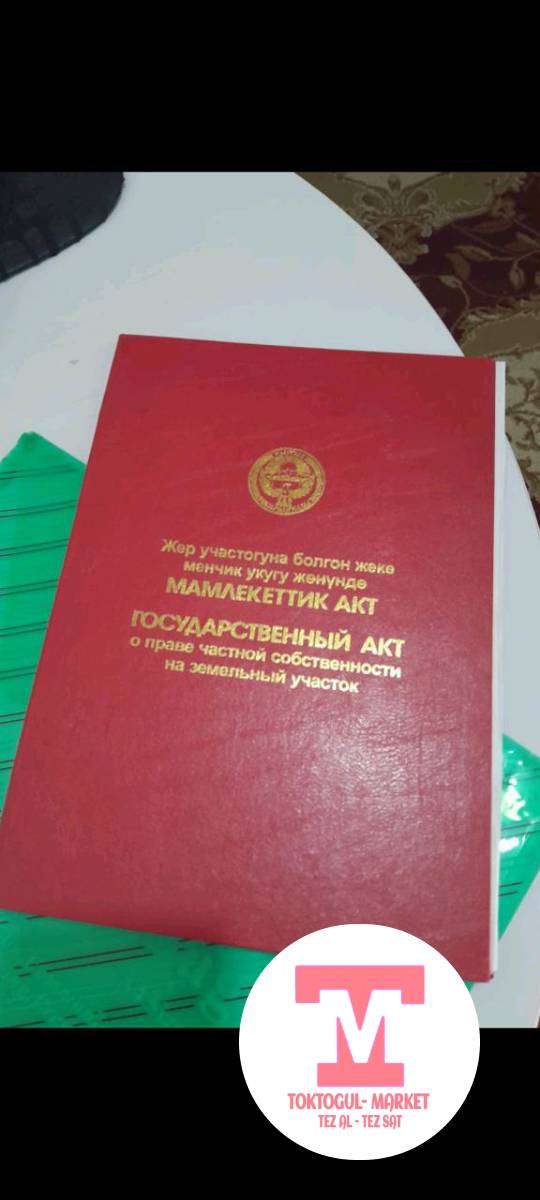 Жер участогуна болгон жеке
менчик укугу жөнүндө
МАМЛЕКЕТТИК АКТ
ГОСУДАРСТВЕННЫЙ АКТ
о праве частной собственности
на земельный участок
TM
TOKTOGUL- MARKET
TEZ AL - TEZ SAT